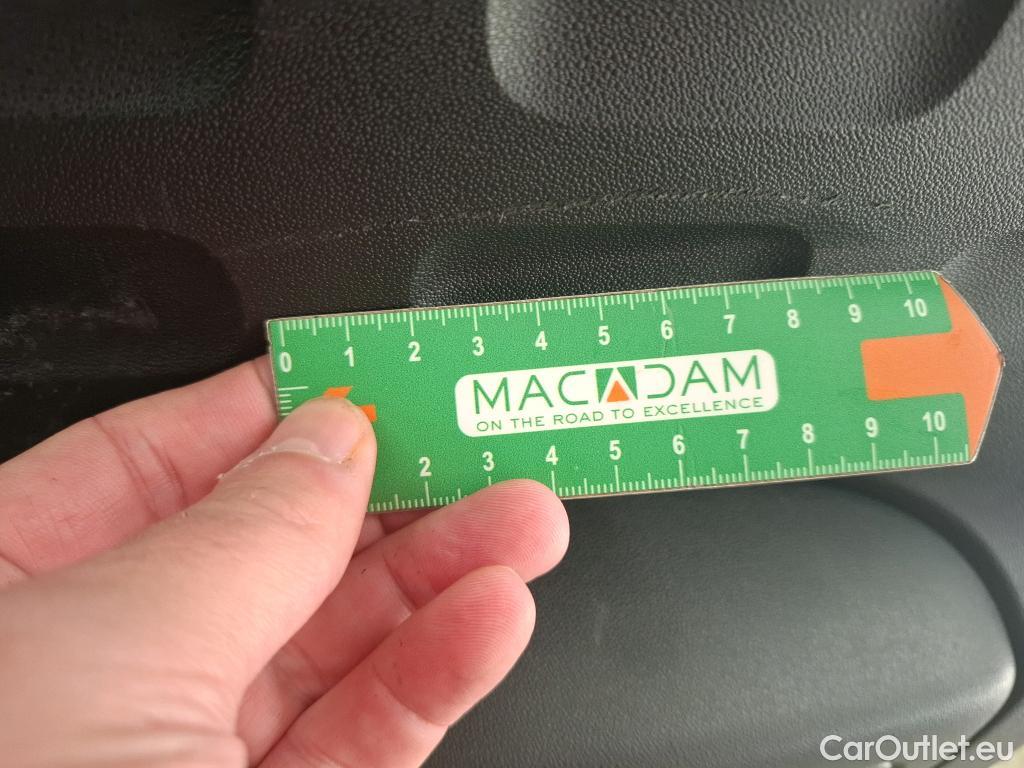 0 1 2 3 4 5 6 7 8 9 10
MACADAM
ON THE ROAD TO EXCELLENCE
2 3 4 5 6 7 8 9 10
CarOutlet.eu